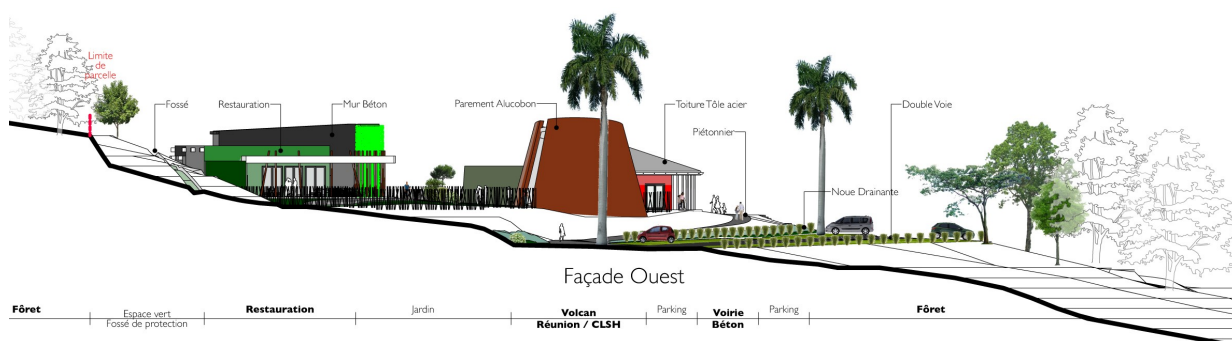 Limite
de
parcelle
Fossé
Restauration
Mur Béton
Parement Alucobon
Toiture Tôle acier
Piétonnier
Double Voie
Noue Drainante
Façade Ouest
Fôret
Espace vert
Fossé de protection
Restauration
Jardin
Volcan
Réunion / CLSH
Parking
Voirie
Béton
Parking
Fôret